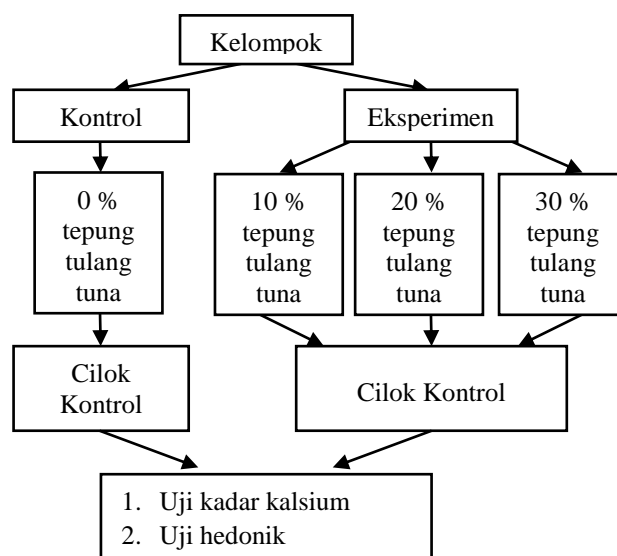 Kelompok
Kontrol
Eksperimen
0 %
tepung
tulang
tuna
10 %
tepung
tulang
tuna
20 %
tepung
tulang
tuna
30 %
tepung
tulang
tuna
Cilok
Kontrol
Cilok Kontrol
1. Uji kadar kalsium
2. Uji hedonik